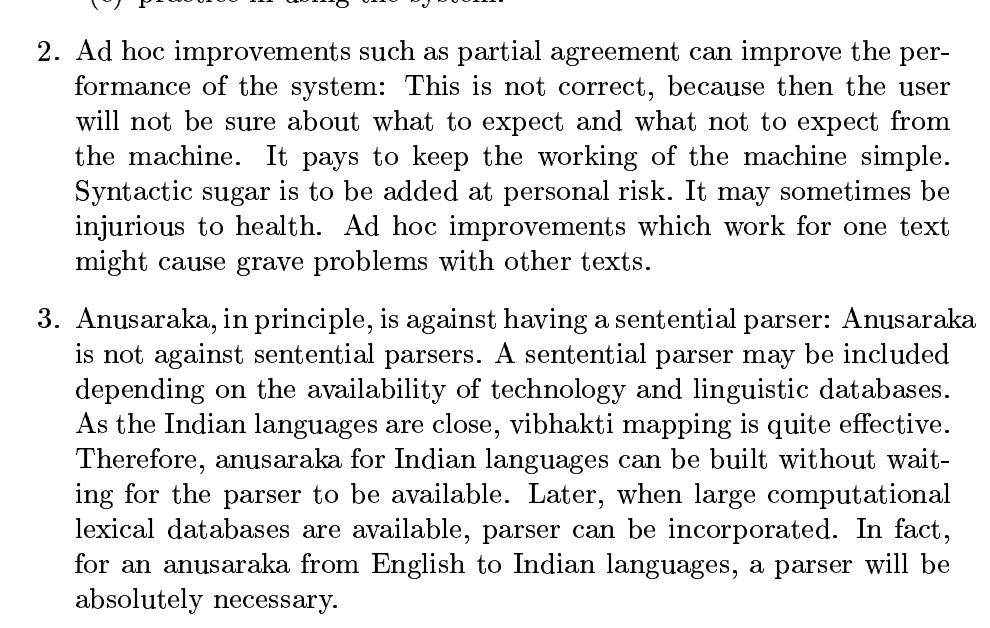 (c) practice in using the system.
2. Ad hoc improvements such as partial agreement can improve the per-
formance of the system: This is not correct, because then the user
will not be sure about what to expect and what not to expect from
the machine. It pays to keep the working of the machine simple.
Syntactic sugar is to be added at personal risk. It may sometimes be
injurious to health. Ad hoc improvements which work for one text
might cause grave problems with other texts.
3. Anusaraka, in principle, is against having a sentential parser: Anusaraka
is not against sentential parsers. A sentential parser may be included
depending on the availability of technology and linguistic databases.
As the Indian languages are close, vibhakti mapping is quite effective.
Therefore, anusaraka for Indian languages can be built without wait-
ing for the parser to be available. Later, when large computational
lexical databases are available, parser can be incorporated. In fact,
for an anusaraka from English to Indian languages, a parser will be
absolutely necessary.